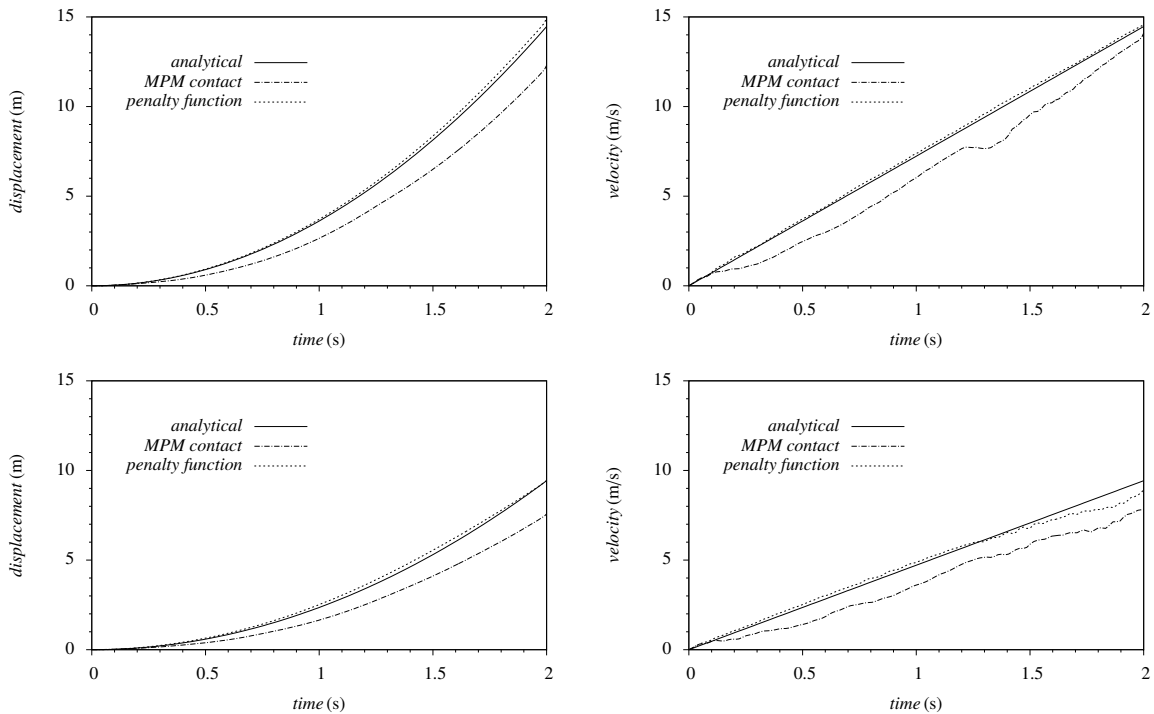 15
10
5
0
displacement (m)
analytical
MPM contact
penalty function
0 0.5 1 1.5 2
time (s)
15
10
5
0
velocity (m/s)
analytical
MPM contact
penalty function
0 0.5 1 1.5 2
time (s)
15
10
5
0
displacement (m)
analytical
MPM contact
penalty function
0 0.5 1 1.5 2
time (s)
15
10
5
0
velocity (m/s)
analytical
MPM contact
penalty function
0 0.5 1 1.5 2
time (s)